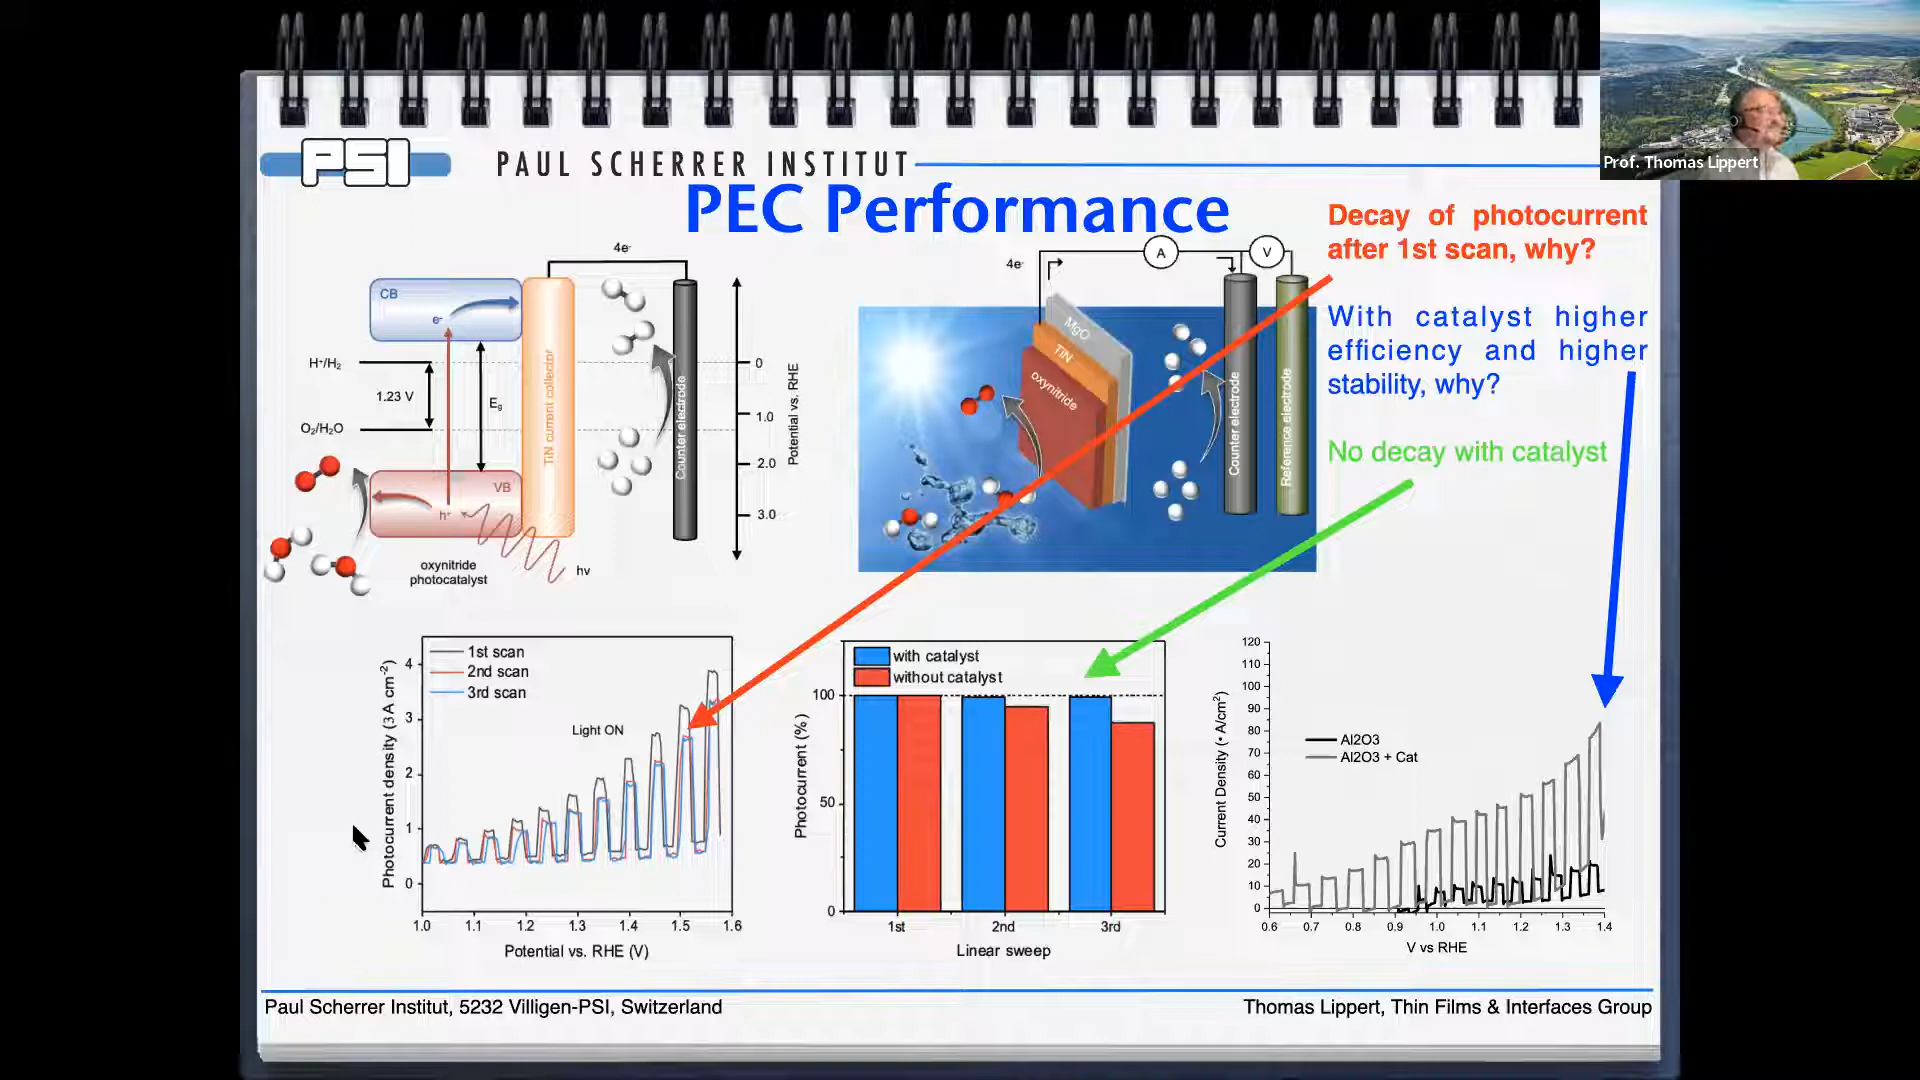 PSI
PAUL SCHERRER INSTITUT
Prof. Thomas Lippert
PEC Performance
Decay of photocurrent
after 1st scan, why?
With catalyst higher
efficiency and higher
stability, why?
No decay with catalyst
4e-
CB
e-
H+/H2
1.23 V
Eg
O2/H2O
VB
h+
TiN current collector
Counter electrode
0
1.0
2.0
3.0
Potential vs. RHE
oxynitride
photocatalyst
hv
4e-
A
V
MgO
TiN
oxynitride
Counter electrode
Reference electrode
1st scan
2nd scan
3rd scan
Light ON
Photocurrent density (3 A cm-2)
4
3
2
1
0
1.0 1.1 1.2 1.3 1.4 1.5 1.6
Potential vs. RHE (V)
with catalyst
without catalyst
Photocurrent (%)
100
50
0
1st 2nd 3rd
Linear sweep
Al2O3
Al2O3 + Cat
Current Density (• A/cm2)
120
110
100
90
80
70
60
50
40
30
20
10
0
0.6 0.7 0.8 0.9 1.0 1.1 1.2 1.3 1.4
V vs RHE
Paul Scherrer Institut, 5232 Villigen-PSI, Switzerland
Thomas Lippert, Thin Films & Interfaces Group